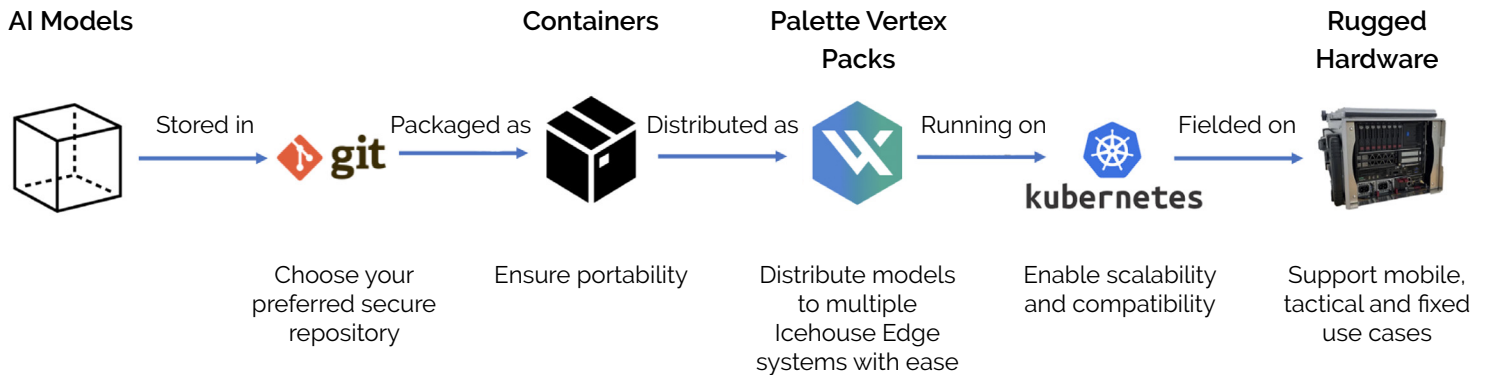 AI Models
Containers
Palette Vertex
Packs
Rugged
Hardware
Stored in
git
Packaged as
Distributed as
Running on
kubernetes
Fielded on
Choose your
preferred secure
repository
Ensure portability
Distribute models
to multiple
Icehouse Edge
systems with ease
Enable scalability
and compatibility
Support mobile,
tactical and fixed
use cases